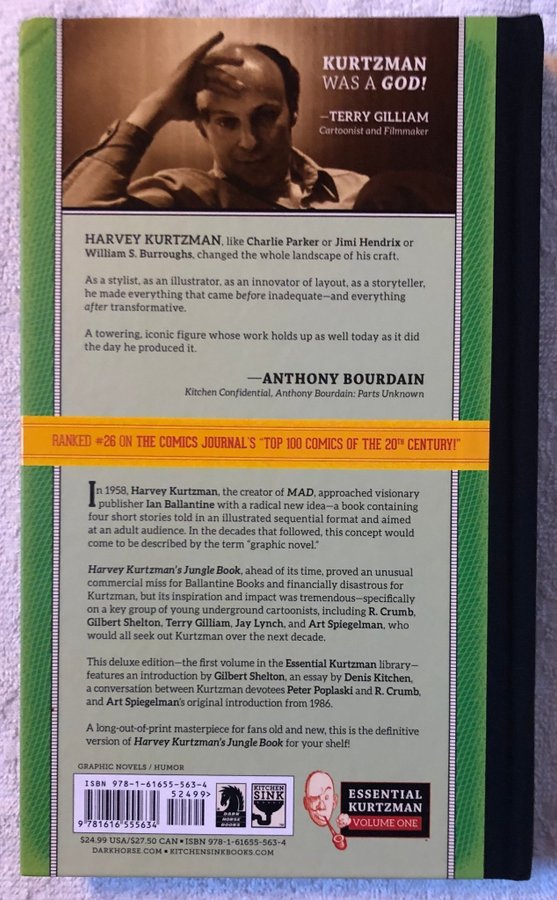 KURTZMAN
WAS A GOD!
—TERRY GILLIAM
Cartoonist and Filmmaker
HARVEY KURTZMAN, like Charlie Parker or Jimi Hendrix or
William S. Burroughs, changed the whole landscape of his craft.
As a stylist, as an illustrator, as an innovator of layout, as a storyteller,
he made everything that came before inadequate—and everything
after transformative.
A towering, iconic figure whose work holds up as well today as it did
the day he produced it.
—ANTHONY BOURDAIN
Kitchen Confidential, Anthony Bourdain: Parts Unknown
RANKED #26 ON THE COMICS JOURNAL'S "TOP 100 COMICS OF THE 20TH CENTURY!"
In 1958, Harvey Kurtzman, the creator of MAD, approached visionary
publisher Ian Ballantine with a radical new idea—a book containing
four short stories told in an illustrated sequential format and aimed
at an adult audience. In the decades that followed, this concept would
come to be described by the term "graphic novel."
Harvey Kurtzman's Jungle Book, ahead of its time, proved an unusual
commercial miss for Ballantine Books and financially disastrous for
Kurtzman, but its inspiration and impact was tremendous—specifically
on a key group of young underground cartoonists, including R. Crumb,
Gilbert Shelton, Terry Gilliam, Jay Lynch, and Art Spiegelman, who
would all seek out Kurtzman over the next decade.
This deluxe edition—the first volume in the Essential Kurtzman library—
features an introduction by Gilbert Shelton, an essay by Denis Kitchen,
a conversation between Kurtzman devotees Peter Poplaski and R. Crumb,
and Art Spiegelman's original introduction from 1986.
A long-out-of-print masterpiece for fans old and new, this is the definitive
version of Harvey Kurtzman's Jungle Book for your shelf!
GRAPHIC NOVELS / HUMOR
ISBN 978-1-61655-563-4
52499>
9 781616 555634
DARK
HORSE
BOOKS
KITCHEN
SINK
BOOKS
ESSENTIAL
KURTZMAN
VOLUME ONE
$24.99 USA/$27.50 CAN • ISBN 978-1-61655-563-4
DARKHORSE.COM • KITCHENSINKBOOKS.COM